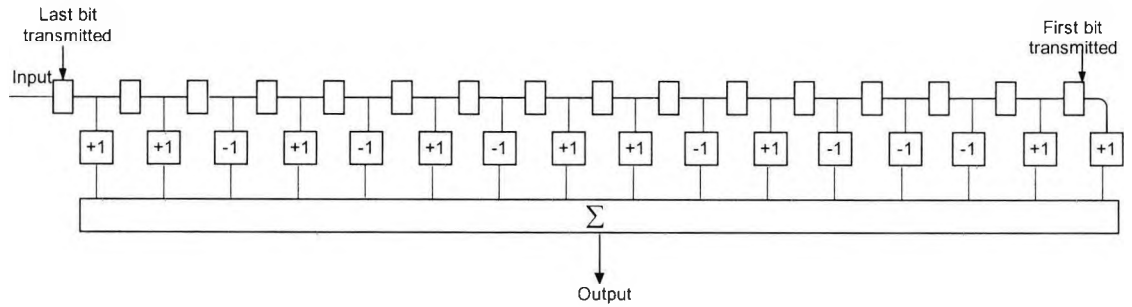 Last bit
transmitted
First bit
transmitted
Input
+1 +1 -1 +1 -1 +1 -1 +1 +1 -1 +1 -1 -1 -1 +1 +1
Σ
Output